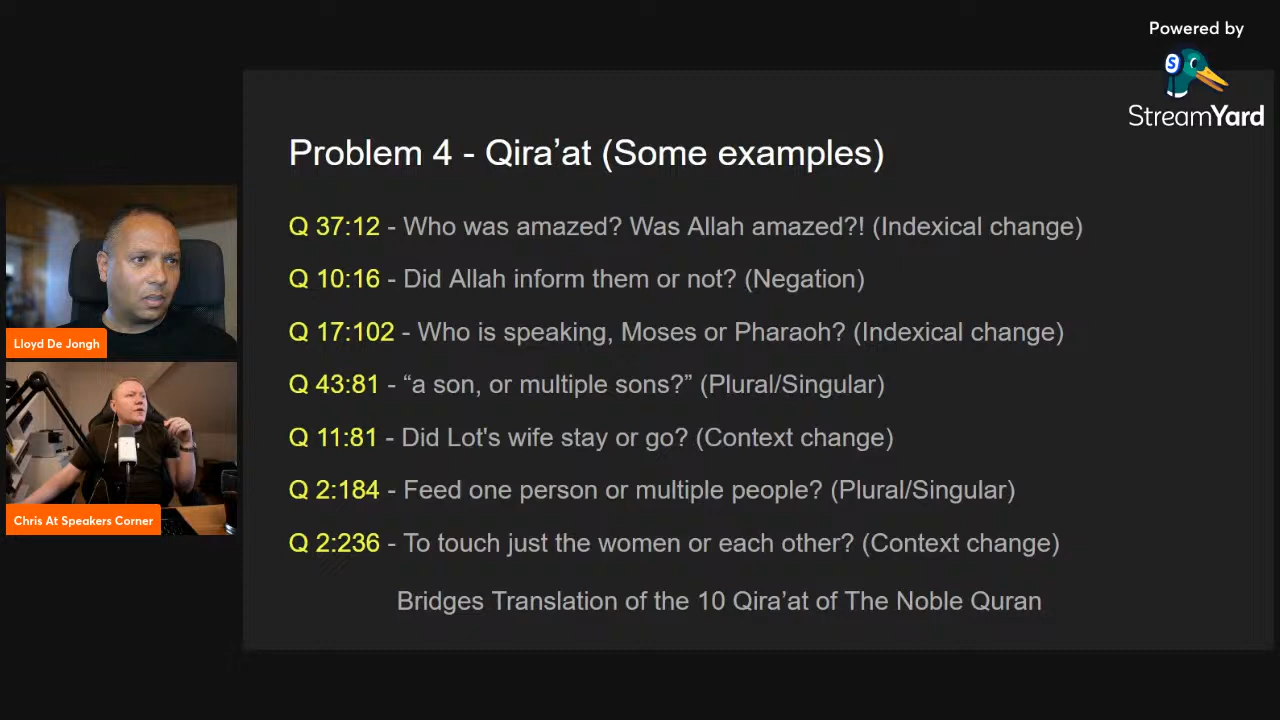 Powered by
S
StreamYard
Problem 4 - Qira’at (Some examples)
Q 37:12 - Who was amazed? Was Allah amazed?! (Indexical change)
Q 10:16 - Did Allah inform them or not? (Negation)
Q 17:102 - Who is speaking, Moses or Pharaoh? (Indexical change)
Q 43:81 - “a son, or multiple sons?” (Plural/Singular)
Q 11:81 - Did Lot's wife stay or go? (Context change)
Q 2:184 - Feed one person or multiple people? (Plural/Singular)
Q 2:236 - To touch just the women or each other? (Context change)
Bridges Translation of the 10 Qira’at of The Noble Quran
Lloyd De Jongh
Chris At Speakers Corner